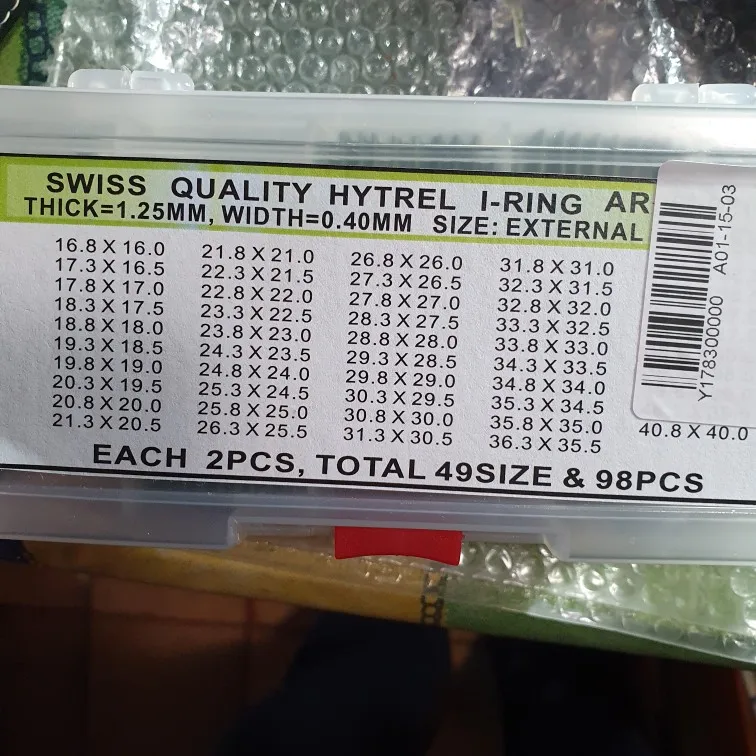 SWISS QUALITY HYTREL I-RING AR
THICK=1.25MM, WIDTH=0.40MM SIZE: EXTERNAL
16.8 X 16.0
17.3 X 16.5
17.8 X 17.0
18.3 X 17.5
18.8 X 18.0
19.3 X 18.5
19.8 X 19.0
20.3 X 19.5
20.8 X 20.0
21.3 X 20.5
21.8 X 21.0
22.3 X 21.5
22.8 X 22.0
23.3 X 22.5
23.8 X 23.0
24.3 X 23.5
24.8 X 24.0
25.3 X 24.5
25.8 X 25.0
26.3 X 25.5
26.8 X 26.0
27.3 X 26.5
27.8 X 27.0
28.3 X 27.5
28.8 X 28.0
29.3 X 28.5
29.8 X 29.0
30.3 X 29.5
30.8 X 30.0
31.3 X 30.5
31.8 X 31.0
32.3 X 31.5
32.8 X 32.0
33.3 X 32.5
33.8 X 33.0
34.3 X 33.5
34.8 X 34.0
35.3 X 34.5
35.8 X 35.0
36.3 X 35.5
40.8 X 40.0
EACH 2PCS, TOTAL 49SIZE & 98PCS
Y178300000 A01-15-03